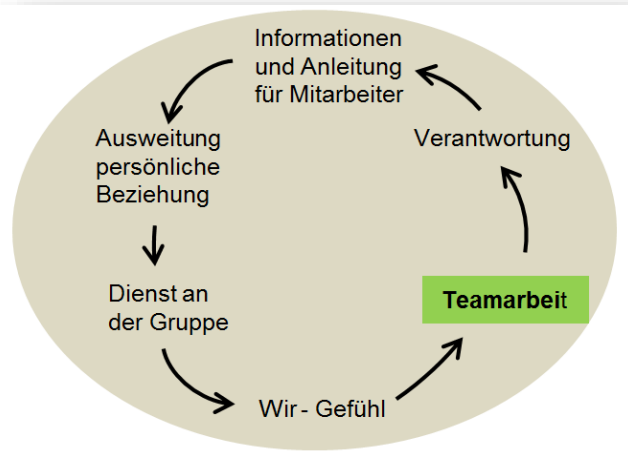 Informationen
und Anleitung
für Mitarbeiter
Ausweitung
persönliche
Beziehung
Verantwortung
Dienst an
der Gruppe
Teamarbeit
Wir - Gefühl